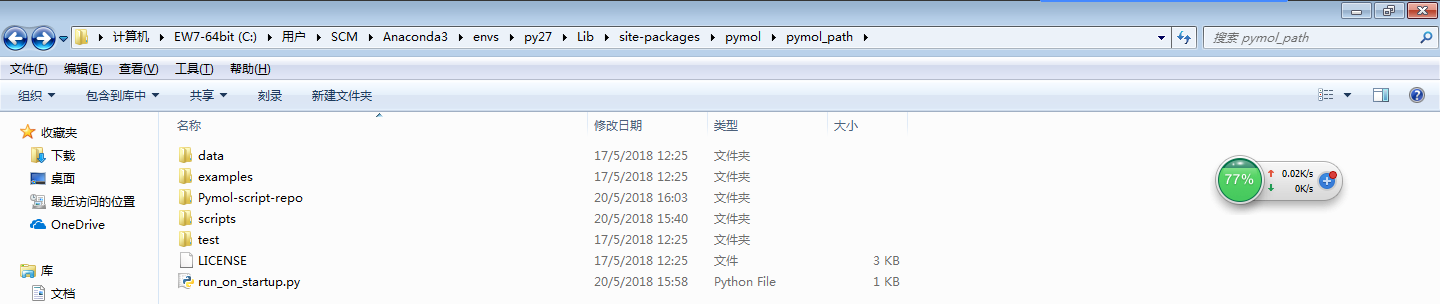 计算机 EW7-64bit (C:) 用户 SCM Anaconda3 envs py27 Lib site-packages pymol pymol_path 搜索 pymol_path
文件(F) 编辑(E) 查看(V) 工具(T) 帮助(H)
组织 包含到库中 共享 刻录 新建文件夹
名称 修改日期 类型 大小
收藏夹
下载
桌面
最近访问的位置
OneDrive
库
文档
data 17/5/2018 12:25 文件夹
examples 17/5/2018 12:25 文件夹
Pymol-script-repo 20/5/2018 16:03 文件夹
scripts 20/5/2018 15:40 文件夹
test 17/5/2018 12:25 文件夹
LICENSE 17/5/2018 12:25 文件 3 KB
run_on_startup.py 20/5/2018 15:58 Python File 1 KB
77% 0.02K/s
0K/s